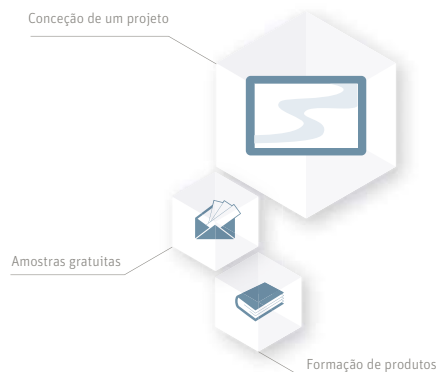 Conceção de um projeto
Amostras gratuitas
Formação de produtos